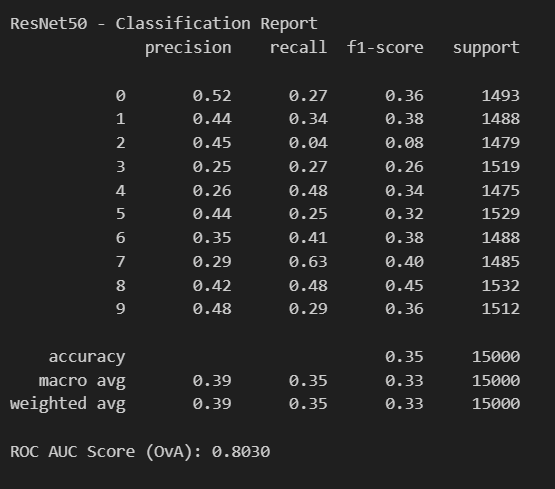 ResNet50 - Classification Report
precision recall f1-score support
0 0.52 0.27 0.36 1493
1 0.44 0.34 0.38 1488
2 0.45 0.04 0.08 1479
3 0.25 0.27 0.26 1519
4 0.26 0.48 0.34 1475
5 0.44 0.25 0.32 1529
6 0.35 0.41 0.38 1488
7 0.29 0.63 0.40 1485
8 0.42 0.48 0.45 1532
9 0.48 0.29 0.36 1512
accuracy 0.35 15000
macro avg 0.39 0.35 0.33 15000
weighted avg 0.39 0.35 0.33 15000
ROC AUC Score (OvA): 0.8030